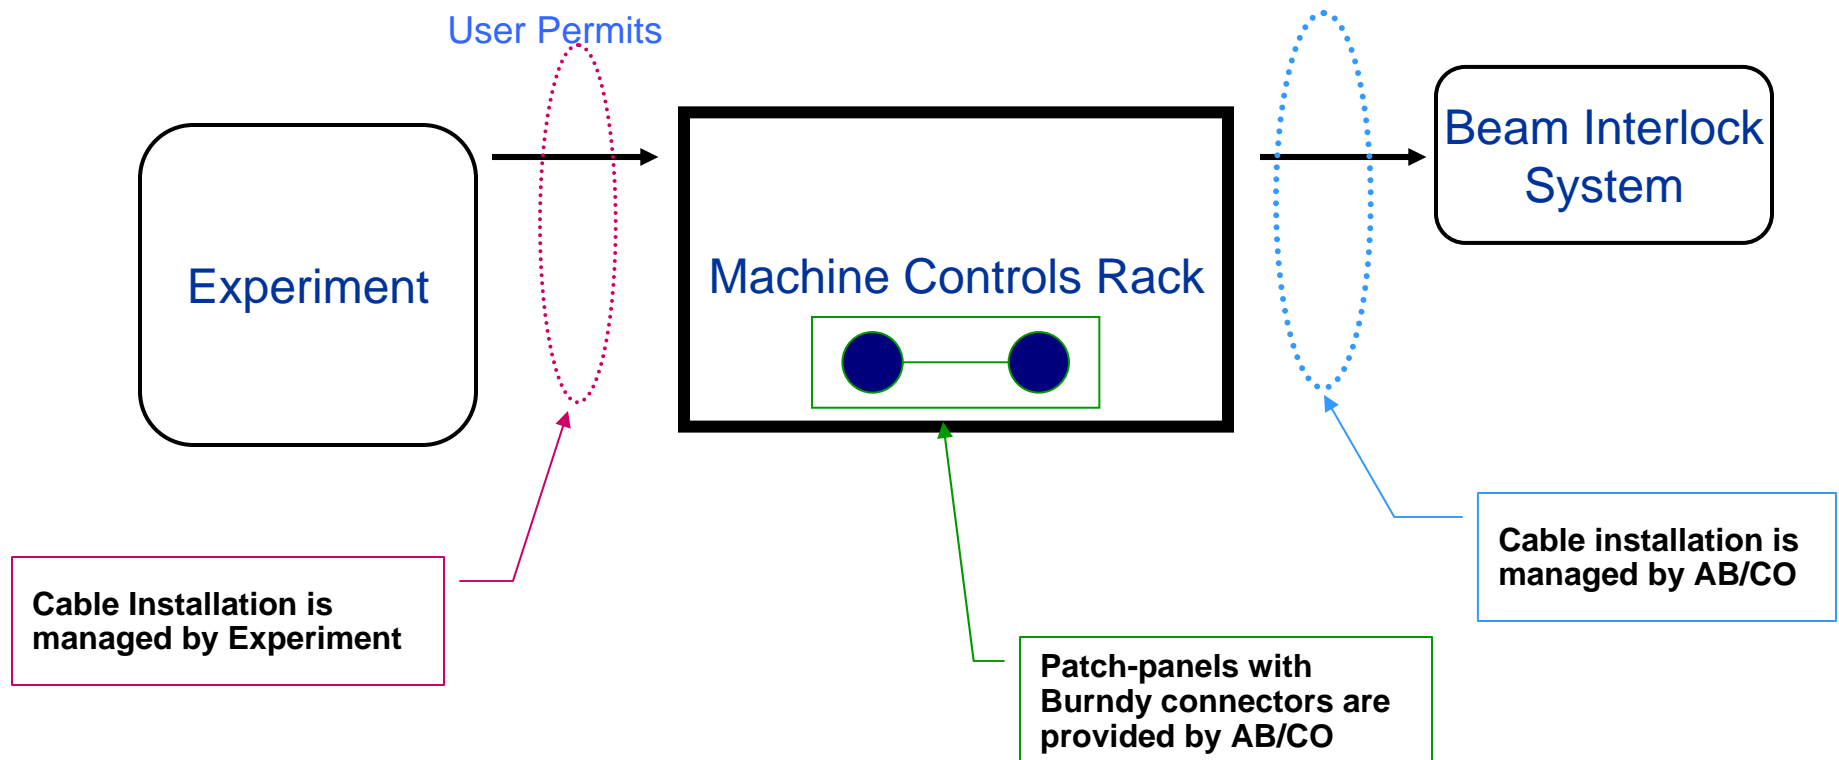 User Permits
Experiment
Machine Controls Rack
Beam Interlock
System
Cable Installation is
managed by Experiment
Patch-panels with
Burndy connectors are
provided by AB/CO
Cable installation is
managed by AB/CO